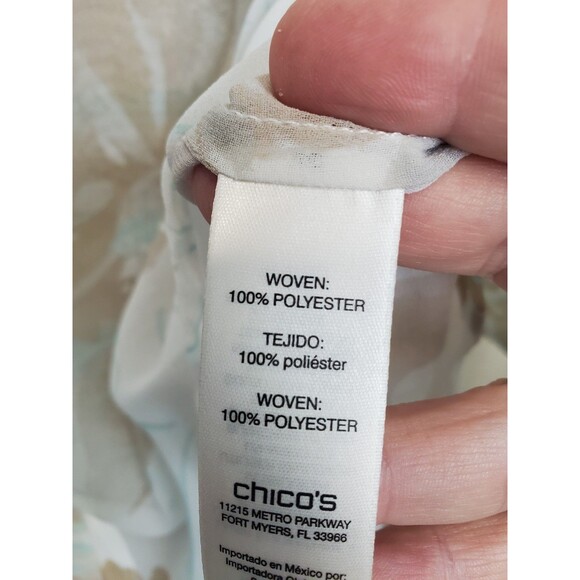 WOVEN:
100% POLYESTER
TEJIDO:
100% poliéster
WOVEN:
100% POLYESTER
chico's
11215 METRO PARKWAY
FORT MYERS, FL 33966
Importado en México por:
Importadora